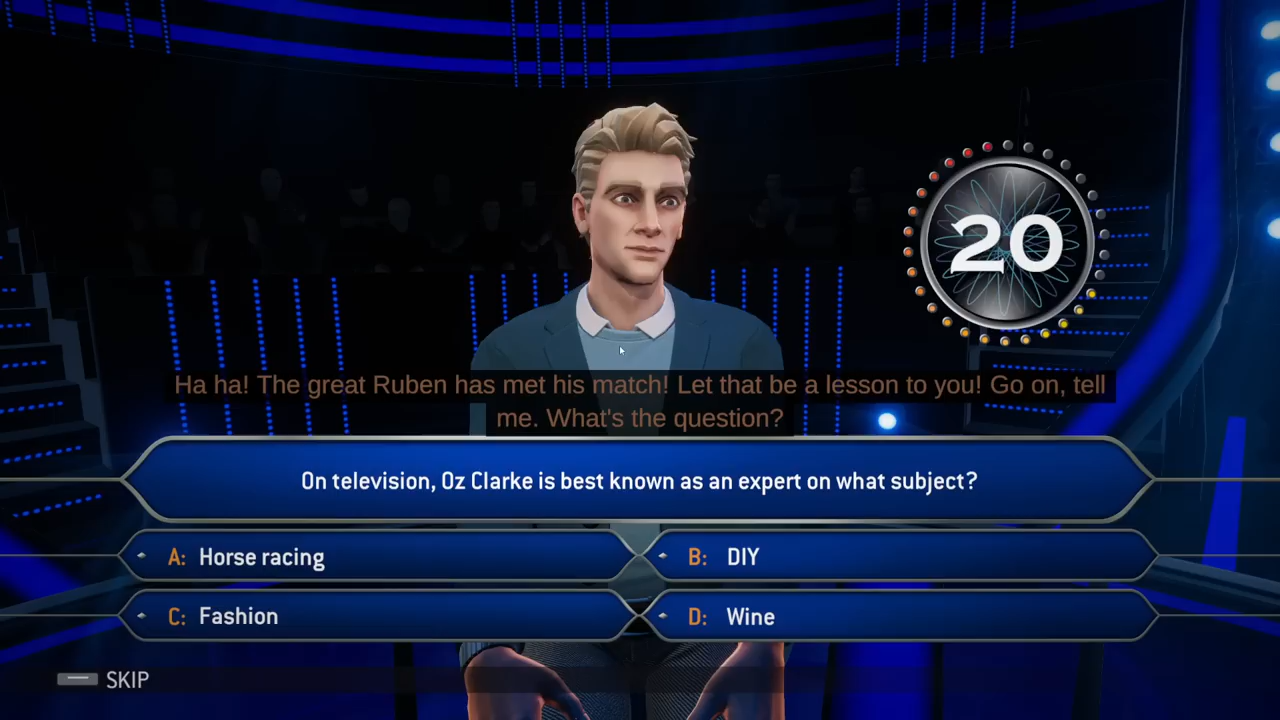 20
Ha ha! The great Ruben has met his match! Let that be a lesson to you! Go on, tell
me. What's the question?
On television, Oz Clarke is best known as an expert on what subject?
A: Horse racing
B: DIY
C: Fashion
D: Wine
SKIP